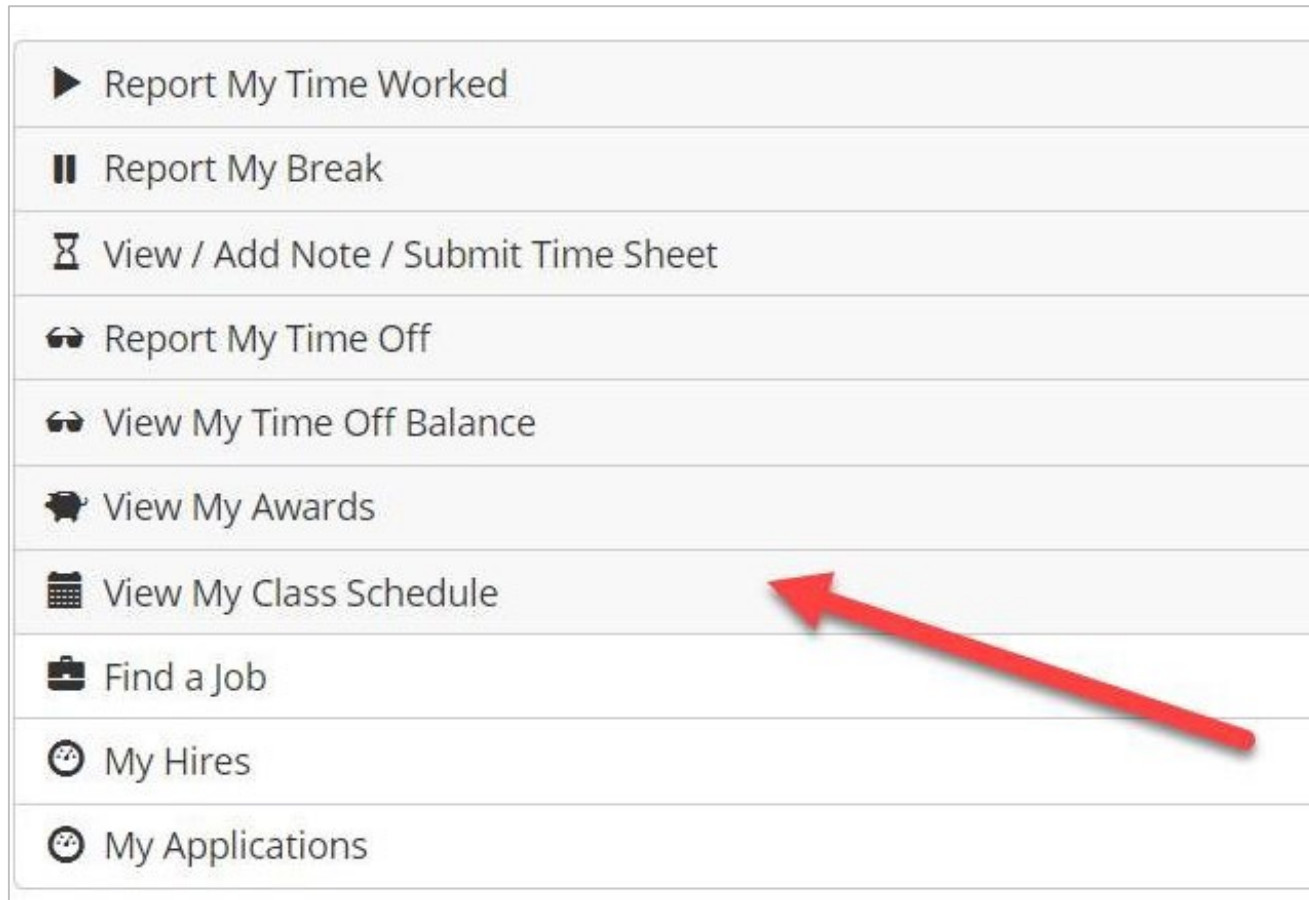 Report My Time Worked
Report My Break
View / Add Note / Submit Time Sheet
Report My Time Off
View My Time Off Balance
View My Awards
View My Class Schedule
Find a Job
My Hires
My Applications